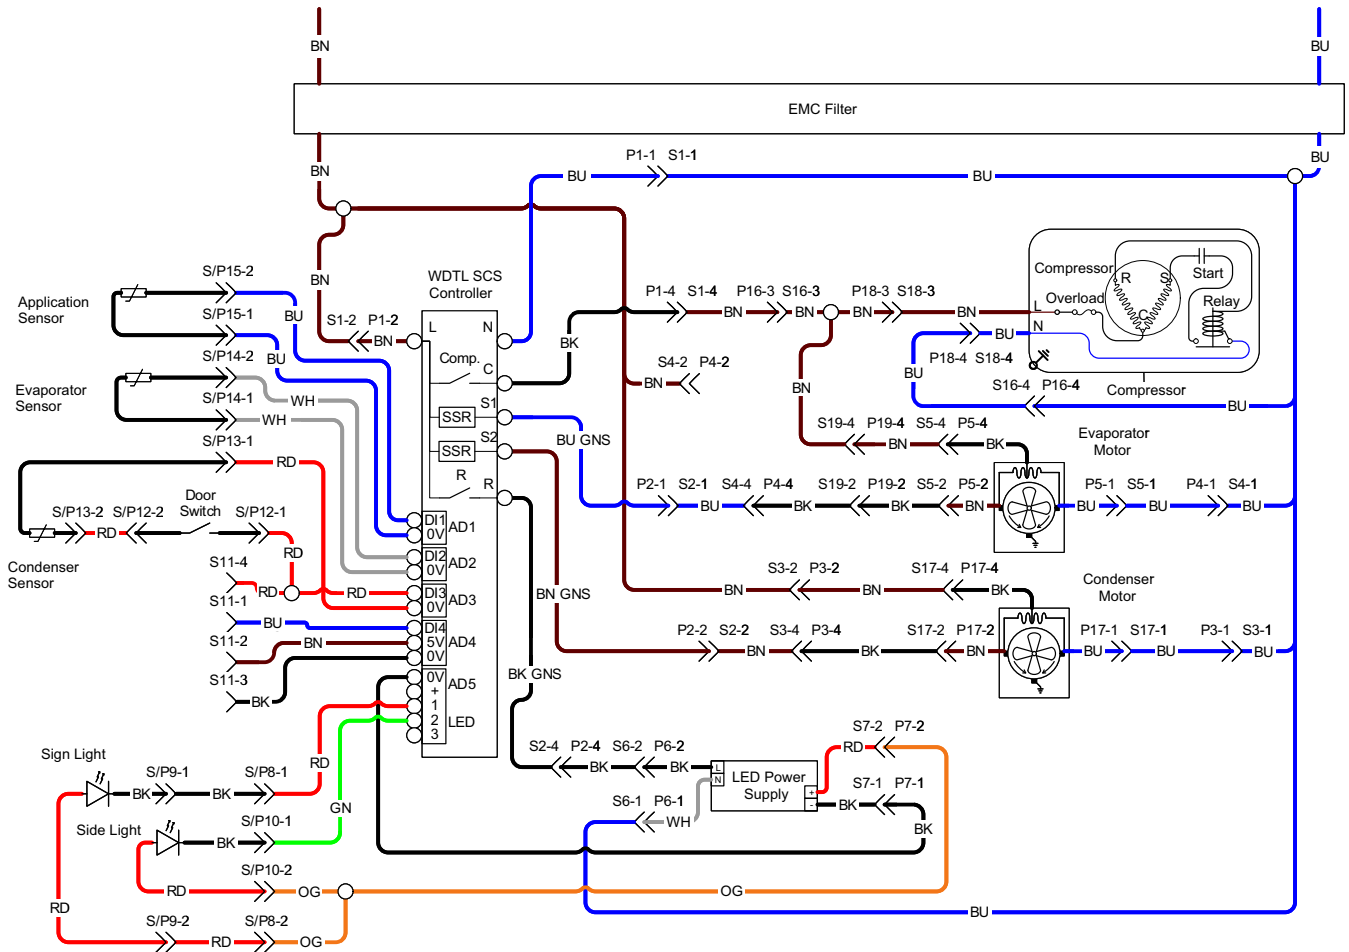 BN
BU
EMC Filter
BN
BU
P1-1 S1-1
BU
BU
S/P15-2
Application
Sensor
BU
S/P15-1
S/P14-2
BU
Evaporator
Sensor
WH
S/P14-1
WH
S/P13-1
RD
BN
S1-2 P1-2
BN
WDTL SCS
Controller
L
N
Comp.
C
S1
SSR
S2
SSR
R
R
DI1
0V
AD1
DI2
0V
AD2
DI3
0V
AD3
DI4
5V
0V
AD4
0V
+
AD5
1
2
3
LED
P1-4 S1-4
BK
BN
P16-3 S16-3
BN
P18-3 S18-3
BN
Compressor
R
S
C
Start
Overload
Relay
L
N
BU
P18-4 S18-4
BU
S16-4 P16-4
BU
Compressor
S4-2 P4-2
BN
BN
S19-4 P19-4
BN
S5-4 P5-4
BK
Evaporator
Motor
BU GNS
P2-1 S2-1
BU
S4-4 P4-4
BK
S19-2 P19-2
BK
S5-2 P5-2
BN
P5-1 S5-1
BU
BU
P4-1 S4-1
BU
S/P13-2 S/P12-2
RD
Door
Switch
S/P12-1
RD
Condenser
Sensor
S11-4
RD
RD
S11-1
BU
S11-2
BN
S11-3
BK
BN GNS
S3-2 P3-2
BN
BN
S17-4 P17-4
BK
Condenser
Motor
P2-2 S2-2
BN
S3-4 P3-4
BK
S17-2 P17-2
BN
P17-1 S17-1
BU
BU
P3-1 S3-1
BU
BK GNS
S2-4 P2-4
BK
S6-2 P6-2
BK
L
N
LED Power
Supply
+
-
S7-2 P7-2
RD
S7-1 P7-1
BK
BK
S6-1 P6-1
WH
Sign Light
S/P9-1
BK
S/P8-1
BK
RD
Side Light
S/P10-1
BK
GN
S/P10-2
RD
OG
OG
RD
S/P9-2
RD
S/P8-2
OG
BU